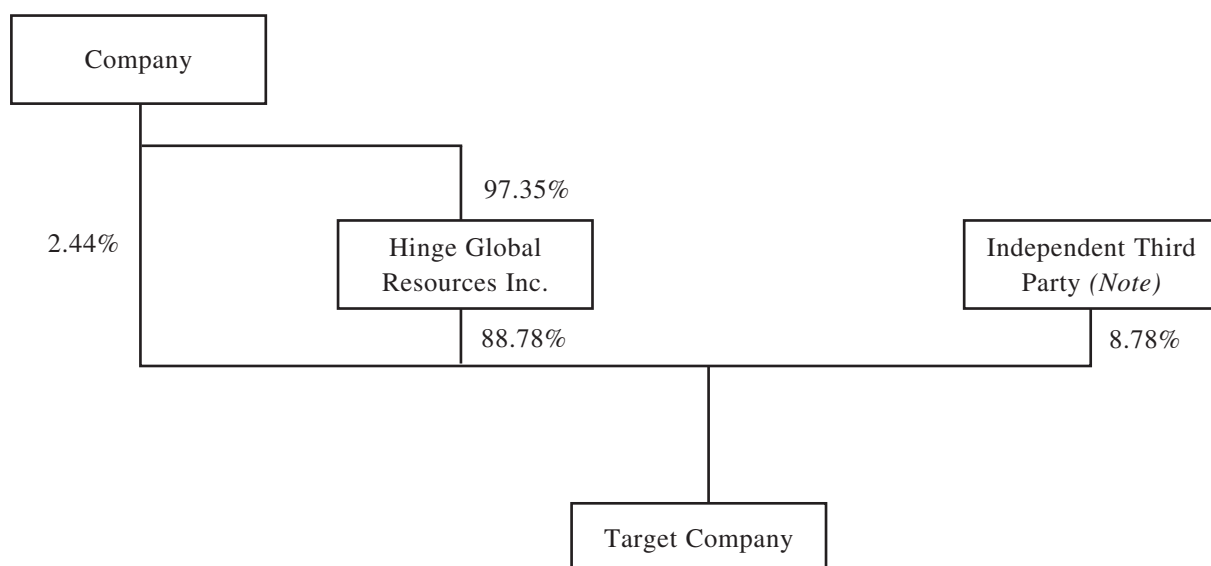 Company
97.35%
2.44%
Hinge Global
Resources Inc.
Independent Third
Party (Note)
88.78%
8.78%
Target Company